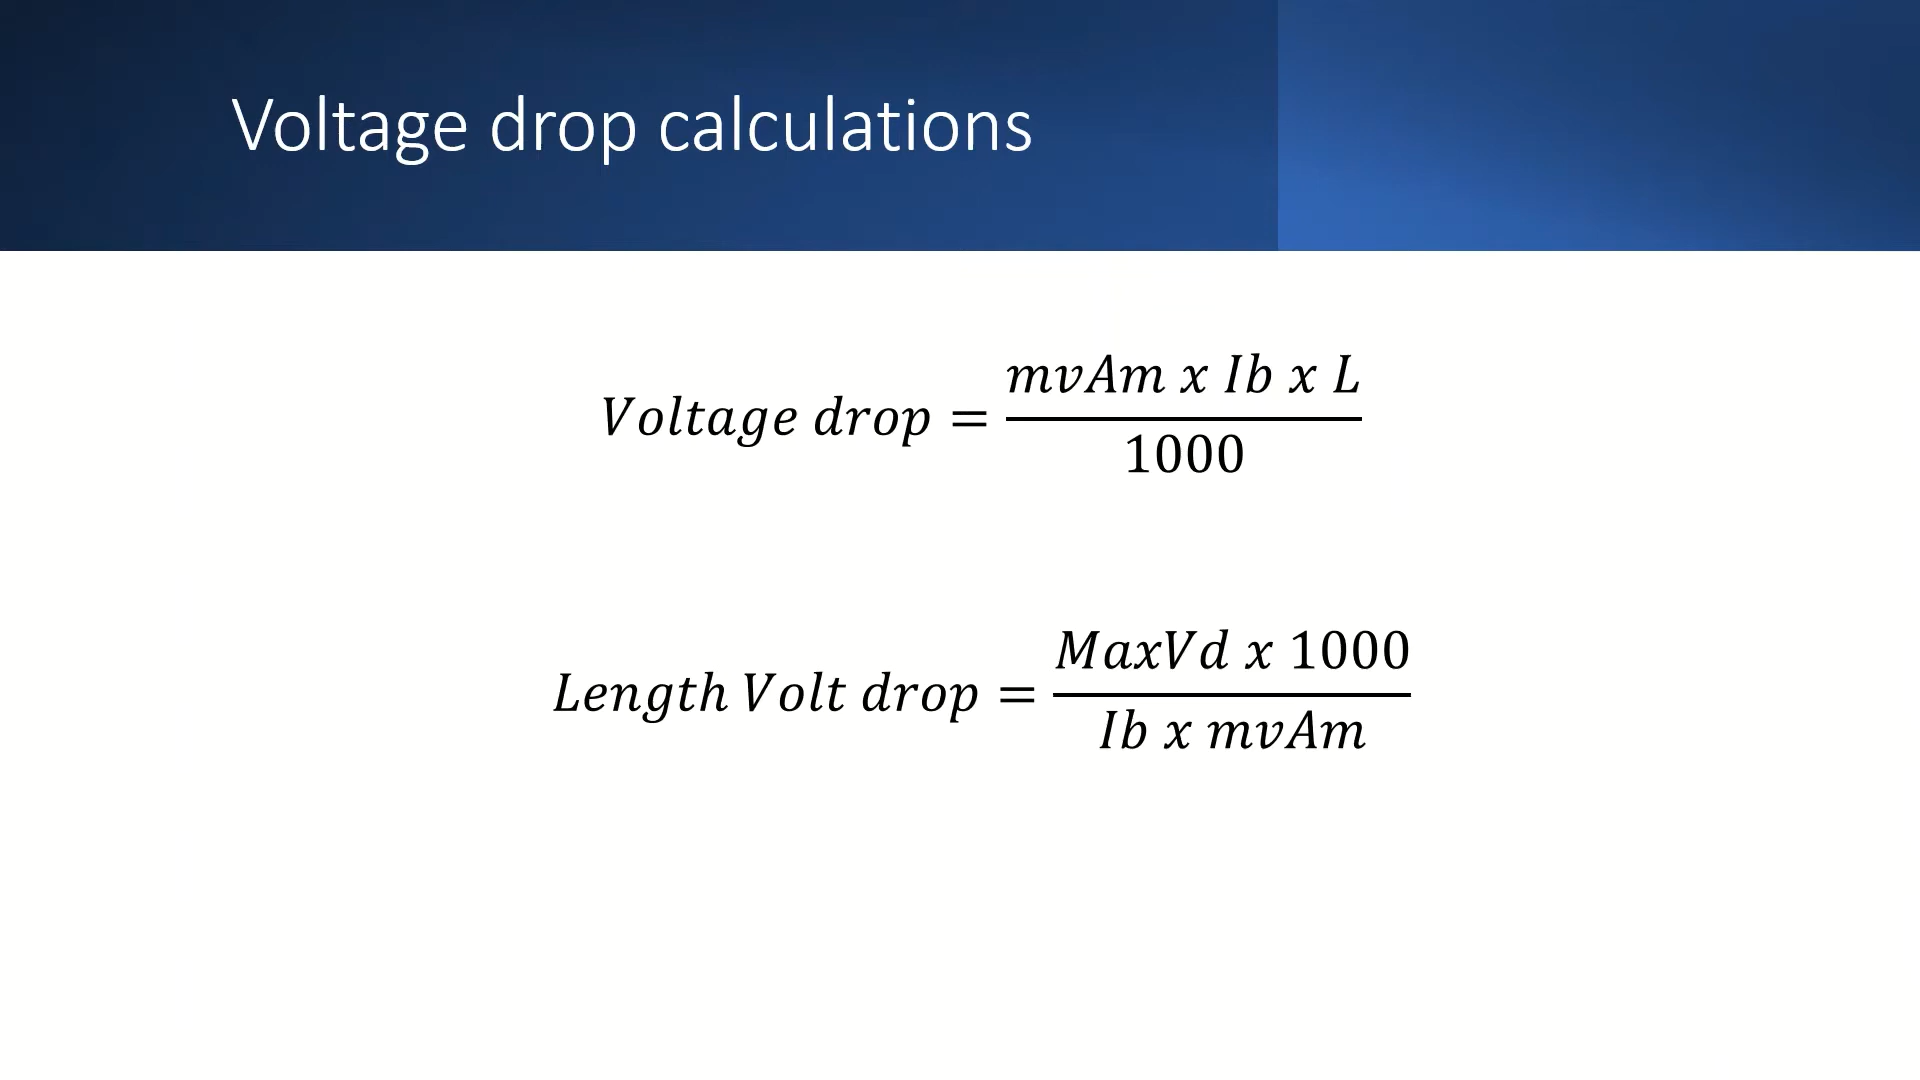 Voltage drop calculations
Voltage drop = mvAm x Ib x L / 1000
Length Volt drop = MaxVd x 1000 / Ib x mvAm